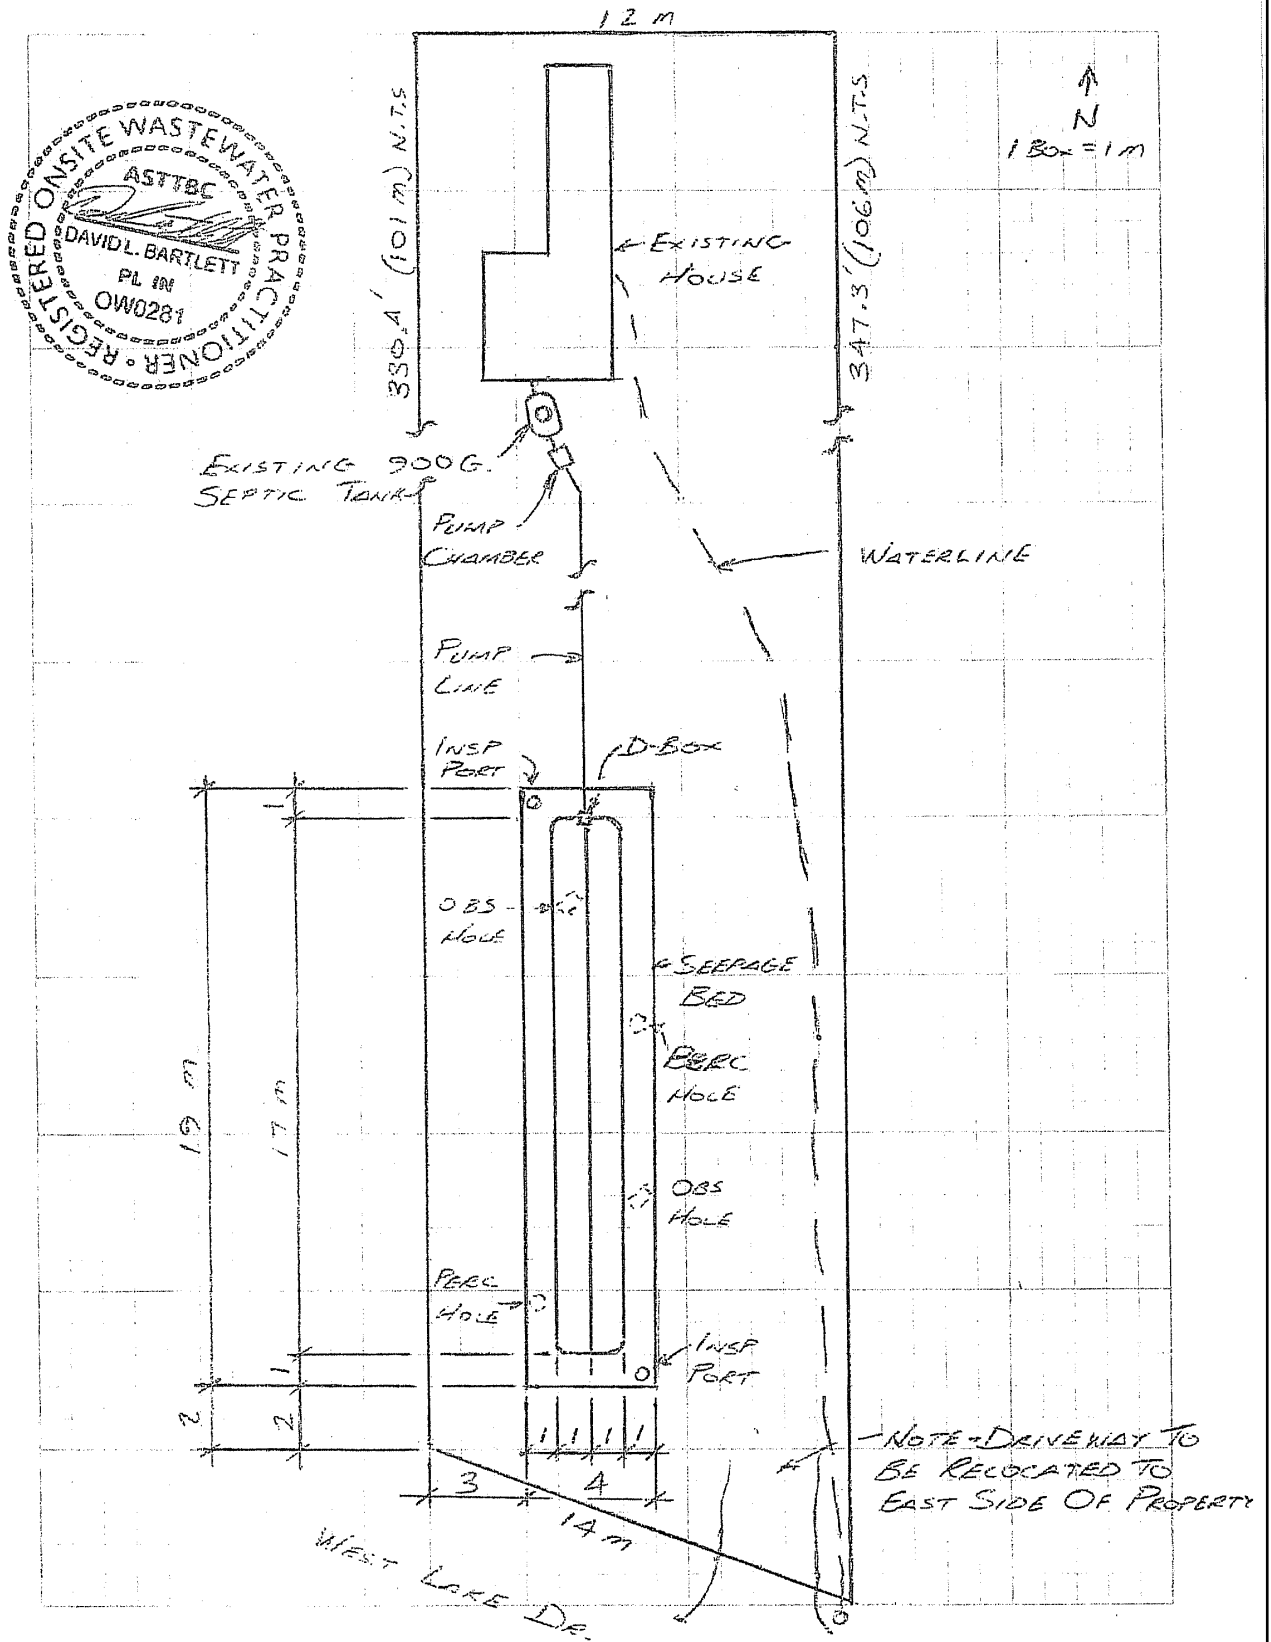 12 m
REGISTERED ONSITE WASTEWATER PRACTITIONER
ASTTBC
DAVID L. BARTLETT
PL IN
OW0281
330.4' (101 m) N.T.S
347.3' (106m) N.T.S
N
1 Box = 1 m
EXISTING
HOUSE
EXISTING 900G.
SEPTIC TANK
PUMP
CHAMBER
WATERLINE
PUMP
LINE
INSP
PORT
D-BOX
OBS
HOLE
SEEPAGE
BED
PERC
HOLE
OBS
HOLE
PERC
HOLE
INSP
PORT
1
19 m
17 m
1
2
2
1 1 1 1
3 4
14 m
WEST LAKE DR.
NOTE - DRIVEWAY TO
BE RELOCATED TO
EAST SIDE OF PROPERTY